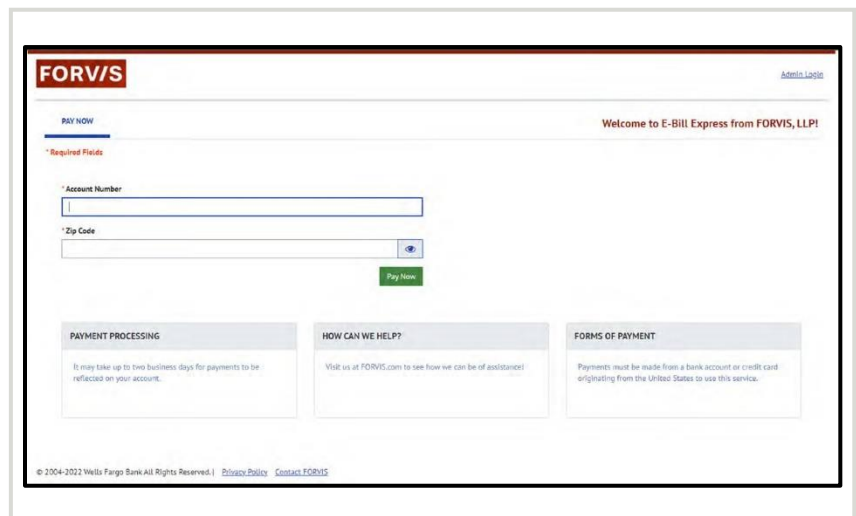 FORV/S
Admin Login
PAY NOW
Welcome to E-Bill Express from FORVIS, LLP!
* Required Fields
* Account Number
* Zip Code
Pay Now
PAYMENT PROCESSING
It may take up to two business days for payments to be
reflected on your account.
HOW CAN WE HELP?
Visit us at FORVIS.com to see how we can be of assistance!
FORMS OF PAYMENT
Payments must be made from a bank account or credit card
originating from the United States to use this service.
© 2004-2022 Wells Fargo Bank All Rights Reserved. | Privacy Policy Contact FORVIS